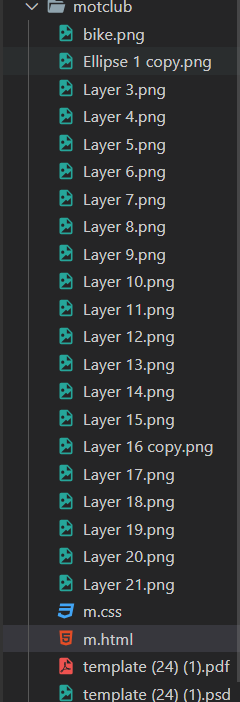 motclub
bike.png
Ellipse 1 copy.png
Layer 3.png
Layer 4.png
Layer 5.png
Layer 6.png
Layer 7.png
Layer 8.png
Layer 9.png
Layer 10.png
Layer 11.png
Layer 12.png
Layer 13.png
Layer 14.png
Layer 15.png
Layer 16 copy.png
Layer 17.png
Layer 18.png
Layer 19.png
Layer 20.png
Layer 21.png
m.css
m.html
template (24) (1).pdf
template (24) (1).psd